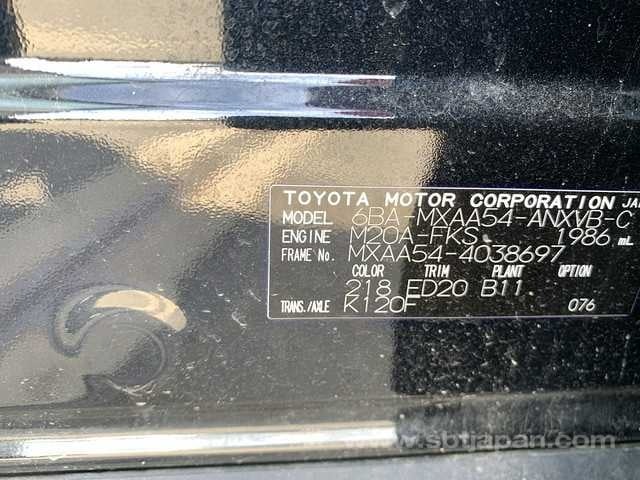 TOYOTA MOTOR CORPORATION JA
MODEL 6BA-MXAA54-ANXVB-C
ENGINE M20A-FKS 1986 mL
FRAME No. MXAA54-4038697
COLOR TRIM PLANT OPTION
218 ED20 B11
TRANS./AXLE K120F 076
www.sbtjapan.com